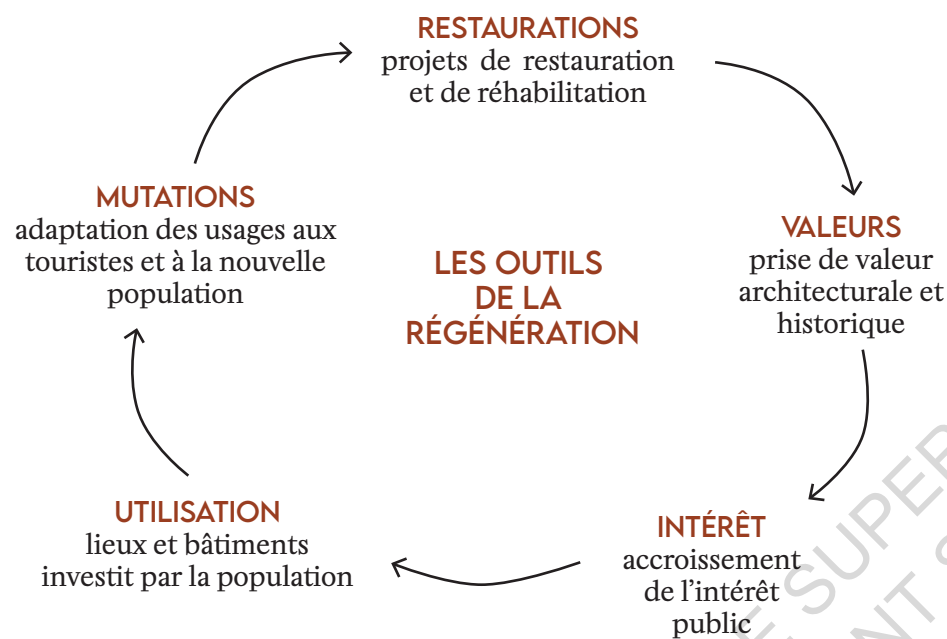 RESTAURATIONS
projets de restauration
et de réhabilitation
VALEURS
prise de valeur
architecturale et
historique
INTÉRÊT
accroissement
de l'intérêt
public
UTILISATION
lieux et bâtiments
investit par la population
MUTATIONS
adaptation des usages aux
touristes et à la nouvelle
population
LES OUTILS
DE LA
RÉGÉNÉRATION